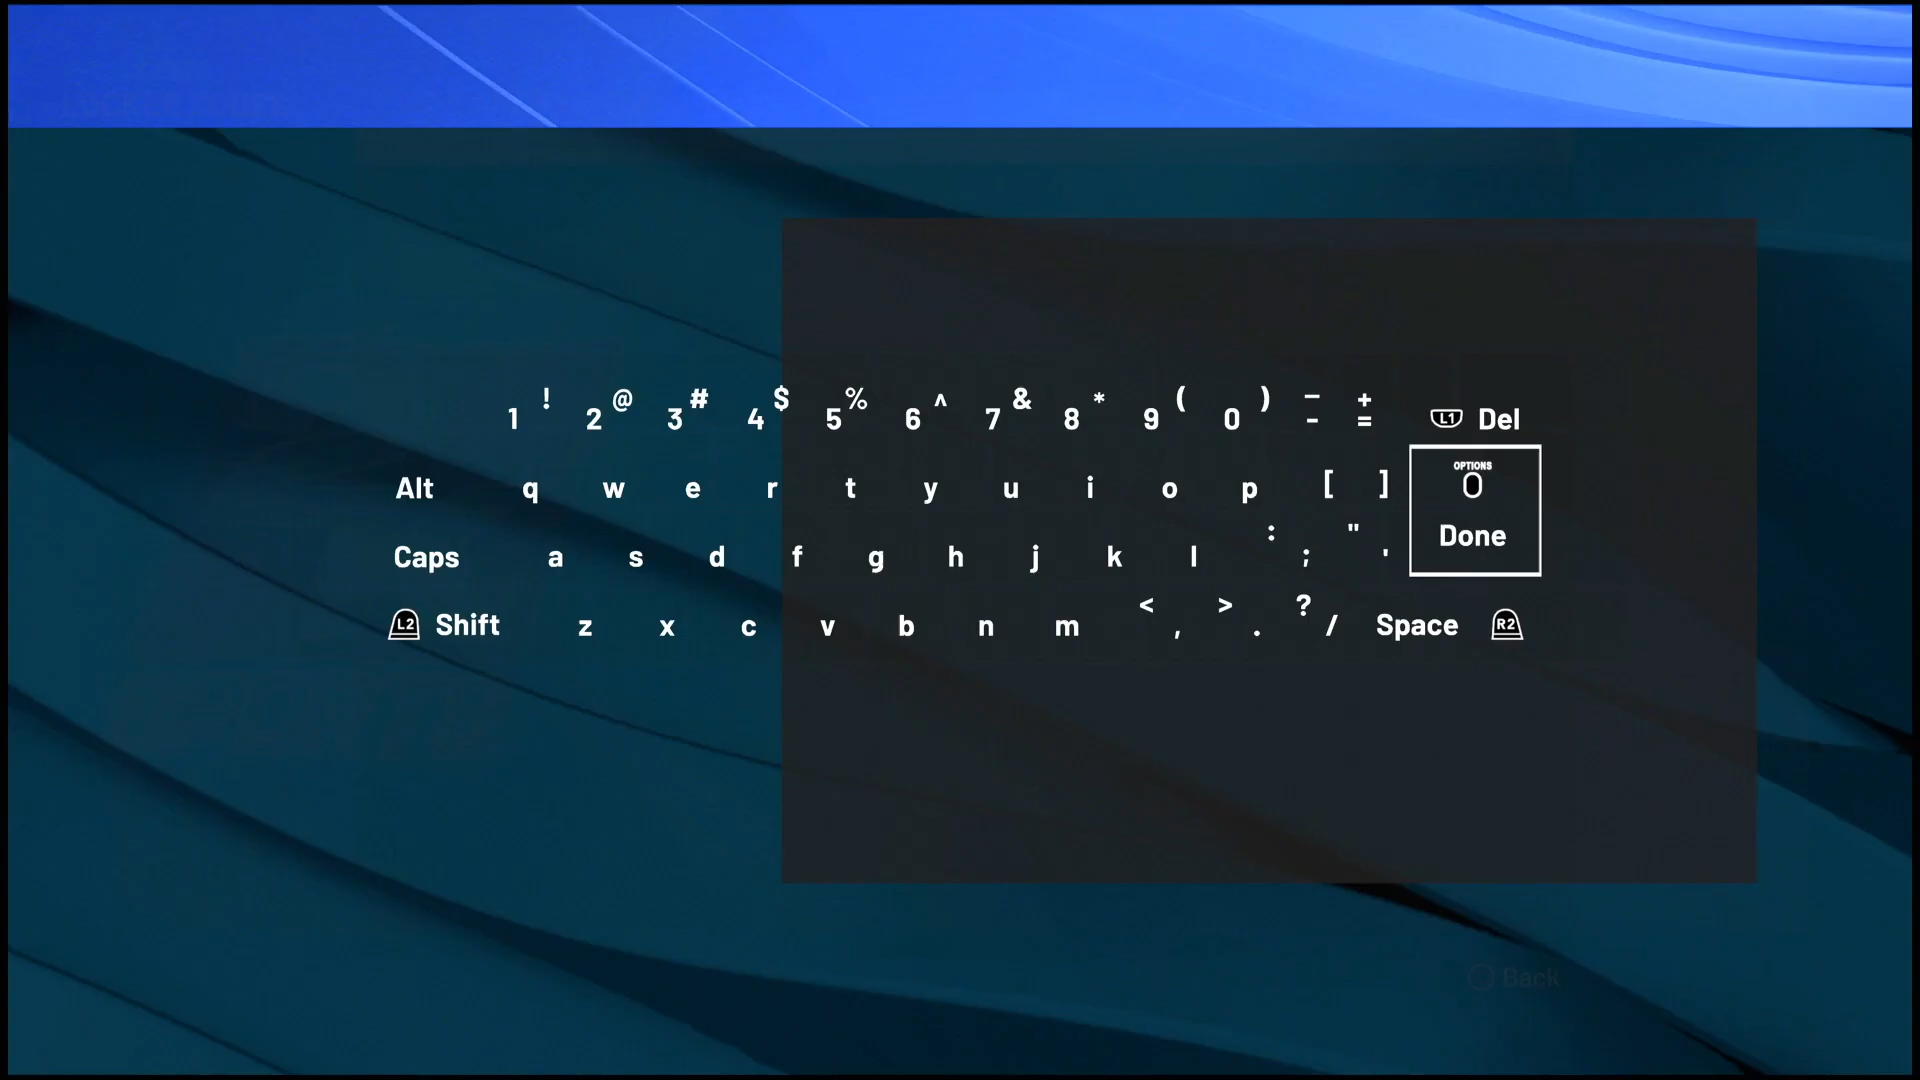 1 ! 2 @ 3 # 4 $ 5 % 6 ^ 7 & 8 * 9 ( 0 ) - _ = + L1 Del
Alt q w e r t y u i o p [ ] OPTIONS
Done
Caps a s d f g h j k l ; : ' "
L2 Shift z x c v b n m , < . > / ? Space R2
Back